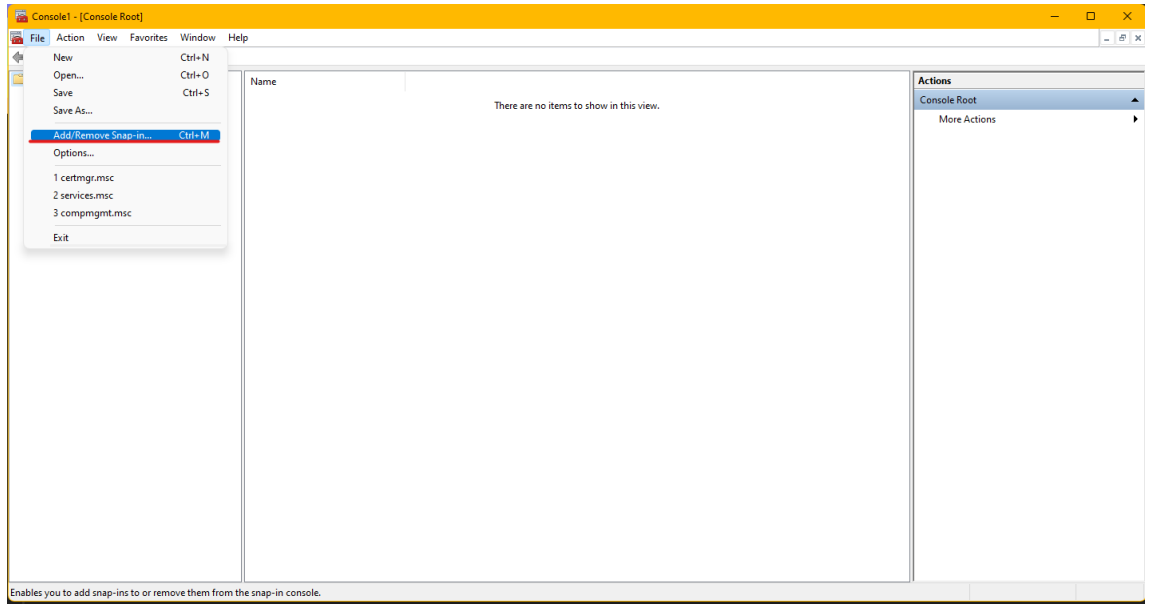 Console1 - [Console Root]
File Action View Favorites Window Help
New Ctrl+N
Open... Ctrl+O
Save Ctrl+S
Save As...
Add/Remove Snap-in... Ctrl+M
Options...
1 certmgr.msc
2 services.msc
3 compmgmt.msc
Exit
Name
There are no items to show in this view.
Actions
Console Root
More Actions
Enables you to add snap-ins to or remove them from the snap-in console.